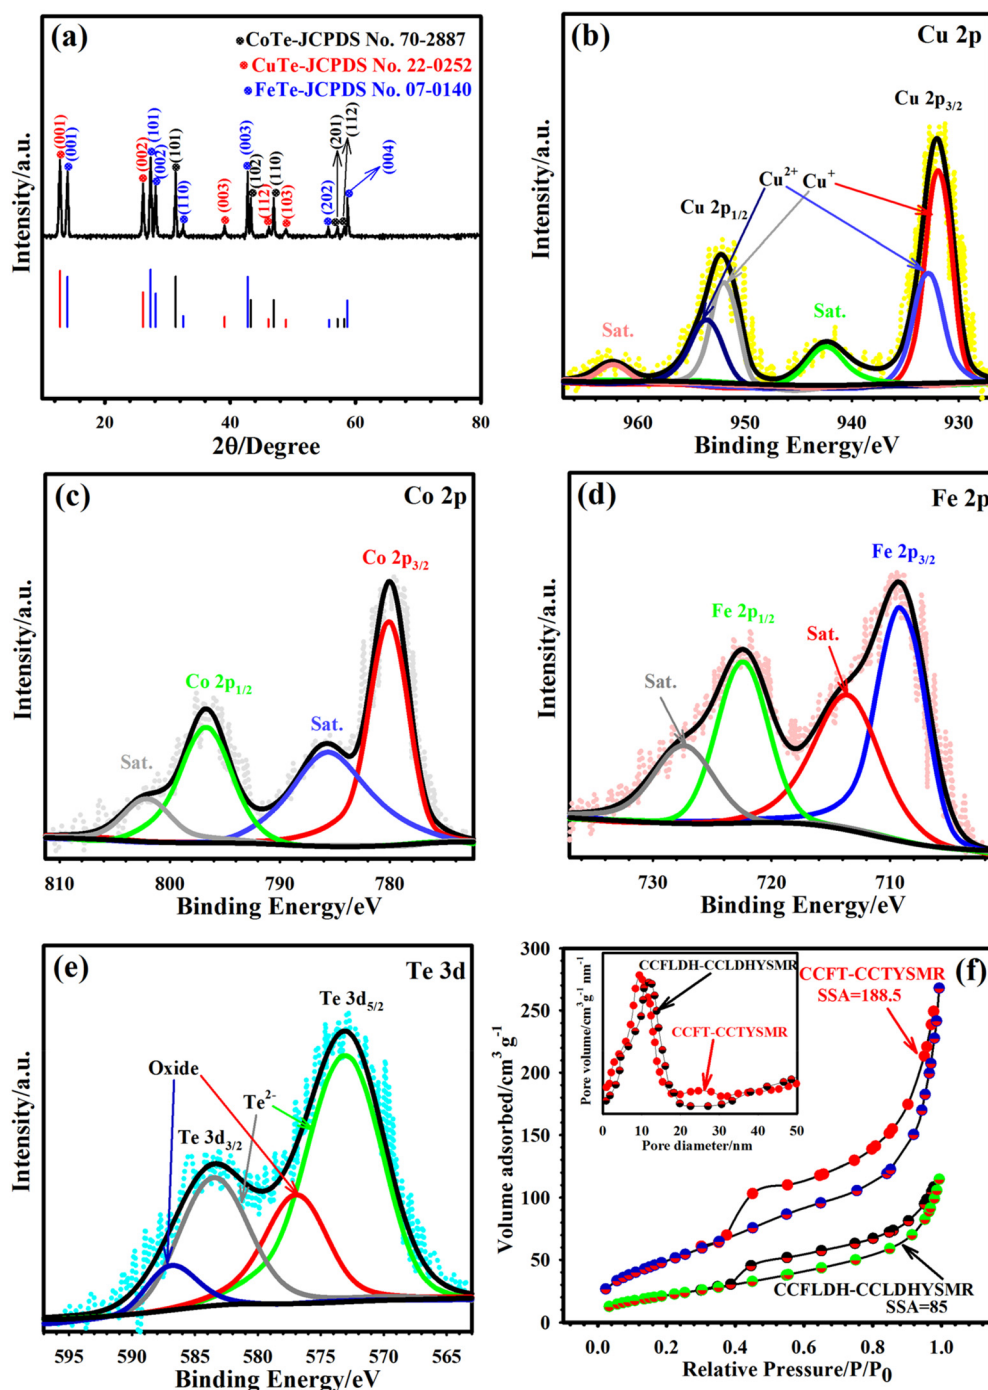 (a)
CoTe-JCPDS No. 70-2887
CuTe-JCPDS No. 22-0252
FeTe-JCPDS No. 07-0140
(001)
(001)
(002)
(101)
(002)
(101)
(110)
(003)
(003)
(102)
(112)
(110)
(103)
(202)
(201)
(112)
(004)
Intensity/a.u.
20 40 60 80
2θ/Degree
(b)
Cu 2p
Cu 2p3/2
Cu2+
Cu+
Cu 2p1/2
Sat.
Sat.
Intensity/a.u.
960 950 940 930
Binding Energy/eV
(c)
Co 2p
Co 2p3/2
Co 2p1/2
Sat.
Sat.
Intensity/a.u.
810 800 790 780
Binding Energy/eV
(d)
Fe 2p
Fe 2p3/2
Fe 2p1/2
Sat.
Sat.
Intensity/a.u.
730 720 710
Binding Energy/eV
(e)
Te 3d
Te 3d5/2
Oxide
Te2-
Te 3d3/2
Intensity/a.u.
595 590 585 580 575 570 565
Binding Energy/eV
(f)
300
250
200
150
100
50
0
Volume adsorbed/cm3 g-1
CCFT-CCTYSMR
SSA=188.5
CCFLDH-CCLDHYSMR
CCFT-CCTYSMR
Pore volume/cm3 g-1 nm-1
0 10 20 30 40 50
Pore diameter/nm
CCFLDH-CCLDHYSMR
SSA=85
0.0 0.2 0.4 0.6 0.8 1.0
Relative Pressure/P/P0